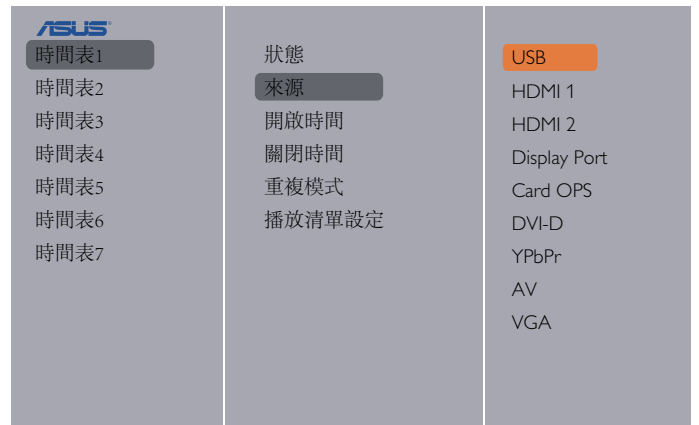 ASUS
時間表1
時間表2
時間表3
時間表4
時間表5
時間表6
時間表7
狀態
來源
開啟時間
關閉時間
重複模式
播放清單設定
USB
HDMI 1
HDMI 2
Display Port
Card OPS
DVI-D
YPbPr
AV
VGA